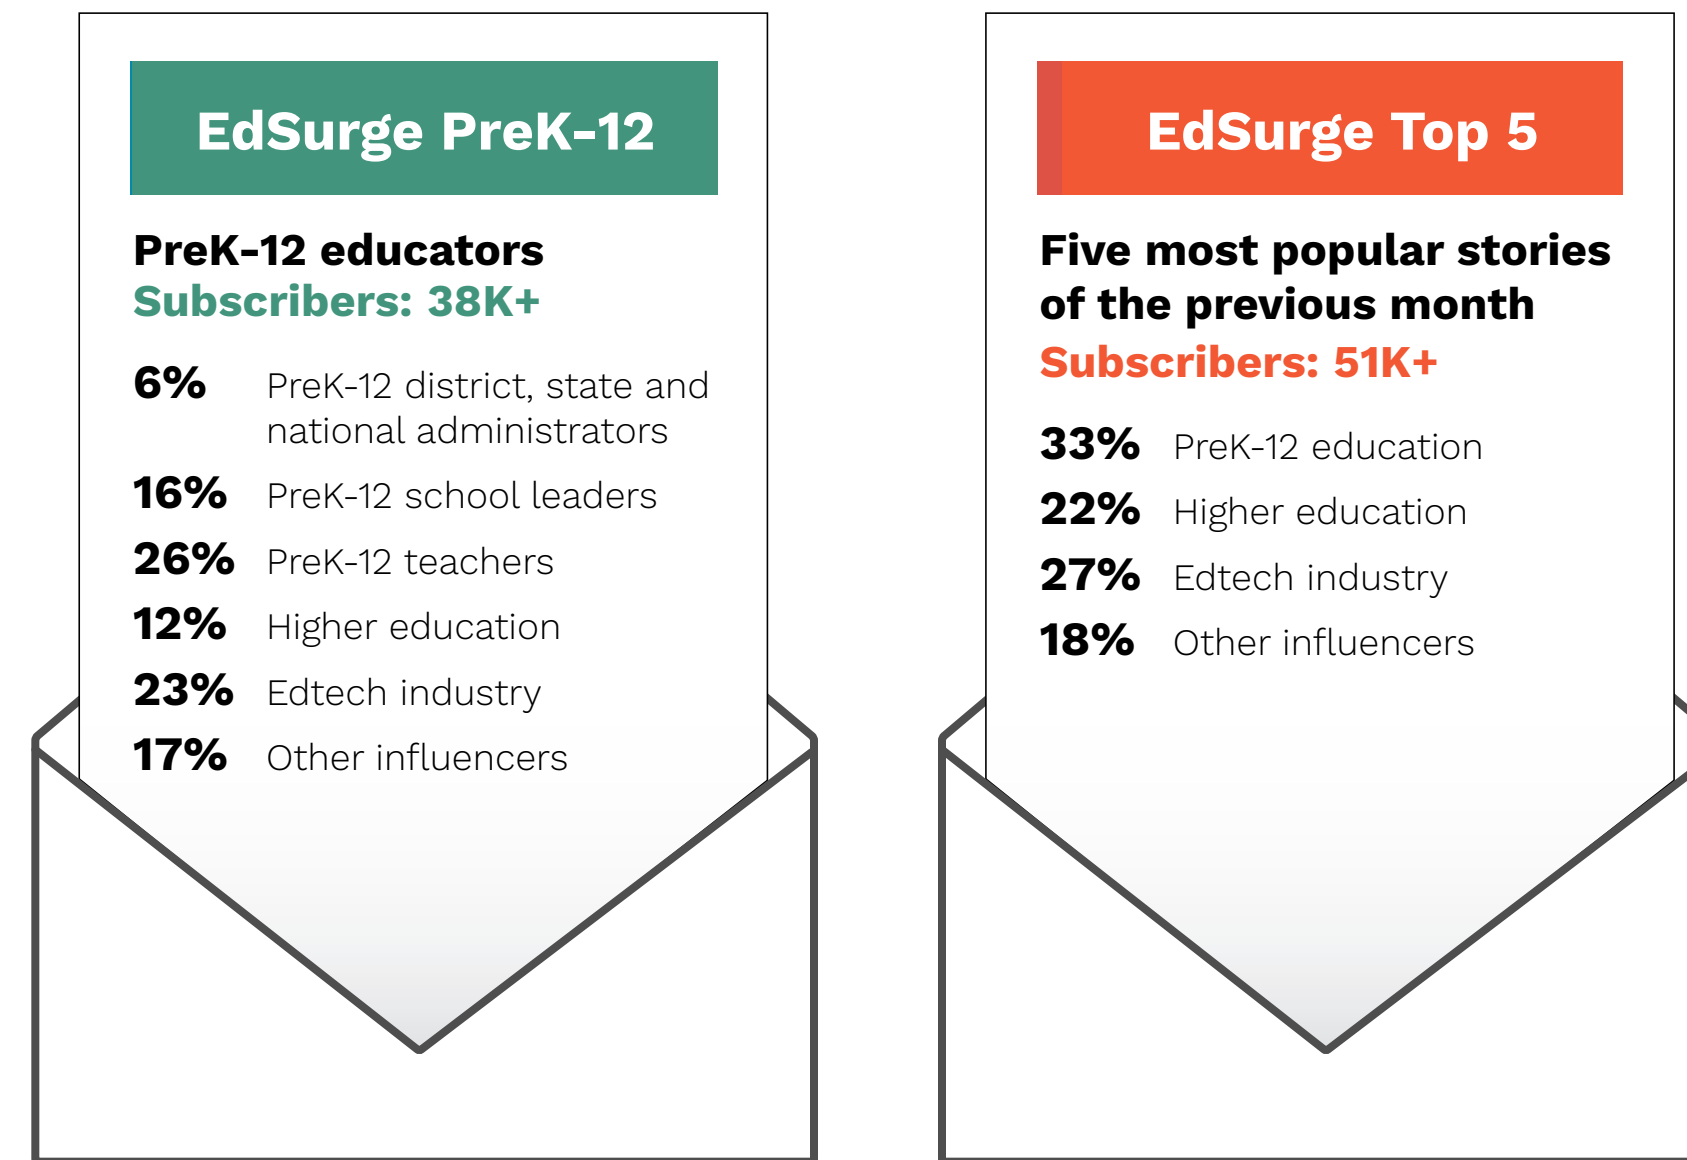 EdSurge PreK-12
PreK-12 educators
Subscribers: 38K+
6% PreK-12 district, state and
national administrators
16% PreK-12 school leaders
26% PreK-12 teachers
12% Higher education
23% Edtech industry
17% Other influencers
EdSurge Top 5
Five most popular stories
of the previous month
Subscribers: 51K+
33% PreK-12 education
22% Higher education
27% Edtech industry
18% Other influencers